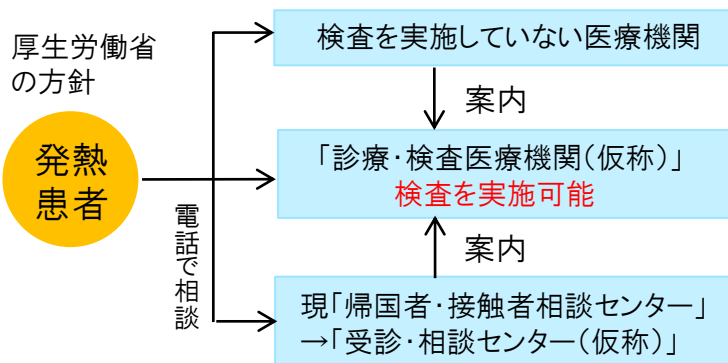 厚生労働省
の方針
発熱
患者
電話で相談
検査を実施していない医療機関
案内
「診療・検査医療機関(仮称)」
検査を実施可能
案内
現「帰国者・接触者相談センター」
→「受診・相談センター(仮称)」